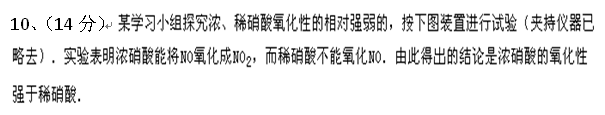 10、（14 分）某学习小组探究浓、稀硝酸氧化性的相对强弱的，按下图装置进行试验（夹持仪器已
略去）．实验表明浓硝酸能将NO氧化成NO₂，而稀硝酸不能氧化NO．由此得出的结论是浓硝酸的氧化性
强于稀硝酸．